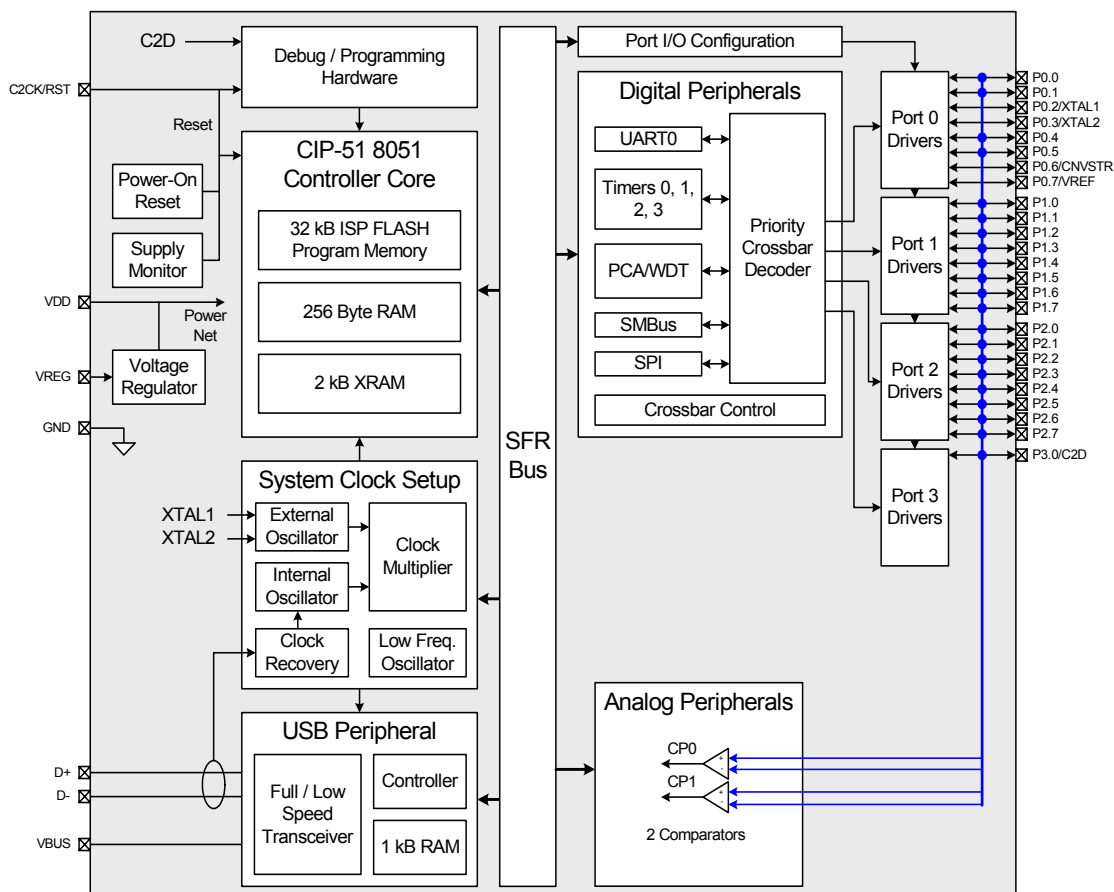 C2D
Debug / Programming
Hardware
C2CK/RST
Reset
Power-On
Reset
Supply
Monitor
VDD
Power
Net
VREG
Voltage
Regulator
GND
CIP-51 8051
Controller Core
32 kB ISP FLASH
Program Memory
256 Byte RAM
2 kB XRAM
System Clock Setup
XTAL1
XTAL2
External
Oscillator
Internal
Oscillator
Clock
Multiplier
Clock
Recovery
Low Freq.
Oscillator
USB Peripheral
D+
D-
VBUS
Full / Low
Speed
Transceiver
Controller
1 kB RAM
SFR
Bus
Port I/O Configuration
Digital Peripherals
UART0
Timers 0, 1,
2, 3
PCA/WDT
SMBus
SPI
Priority
Crossbar
Decoder
Crossbar Control
Port 0
Drivers
Port 1
Drivers
Port 2
Drivers
Port 3
Drivers
P0.0
P0.1
P0.2/XTAL1
P0.3/XTAL2
P0.4
P0.5
P0.6/CNVSTR
P0.7/VREF
P1.0
P1.1
P1.2
P1.3
P1.4
P1.5
P1.6
P1.7
P2.0
P2.1
P2.2
P2.3
P2.4
P2.5
P2.6
P2.7
P3.0/C2D
Analog Peripherals
CP0
+
-
CP1
+
-
2 Comparators